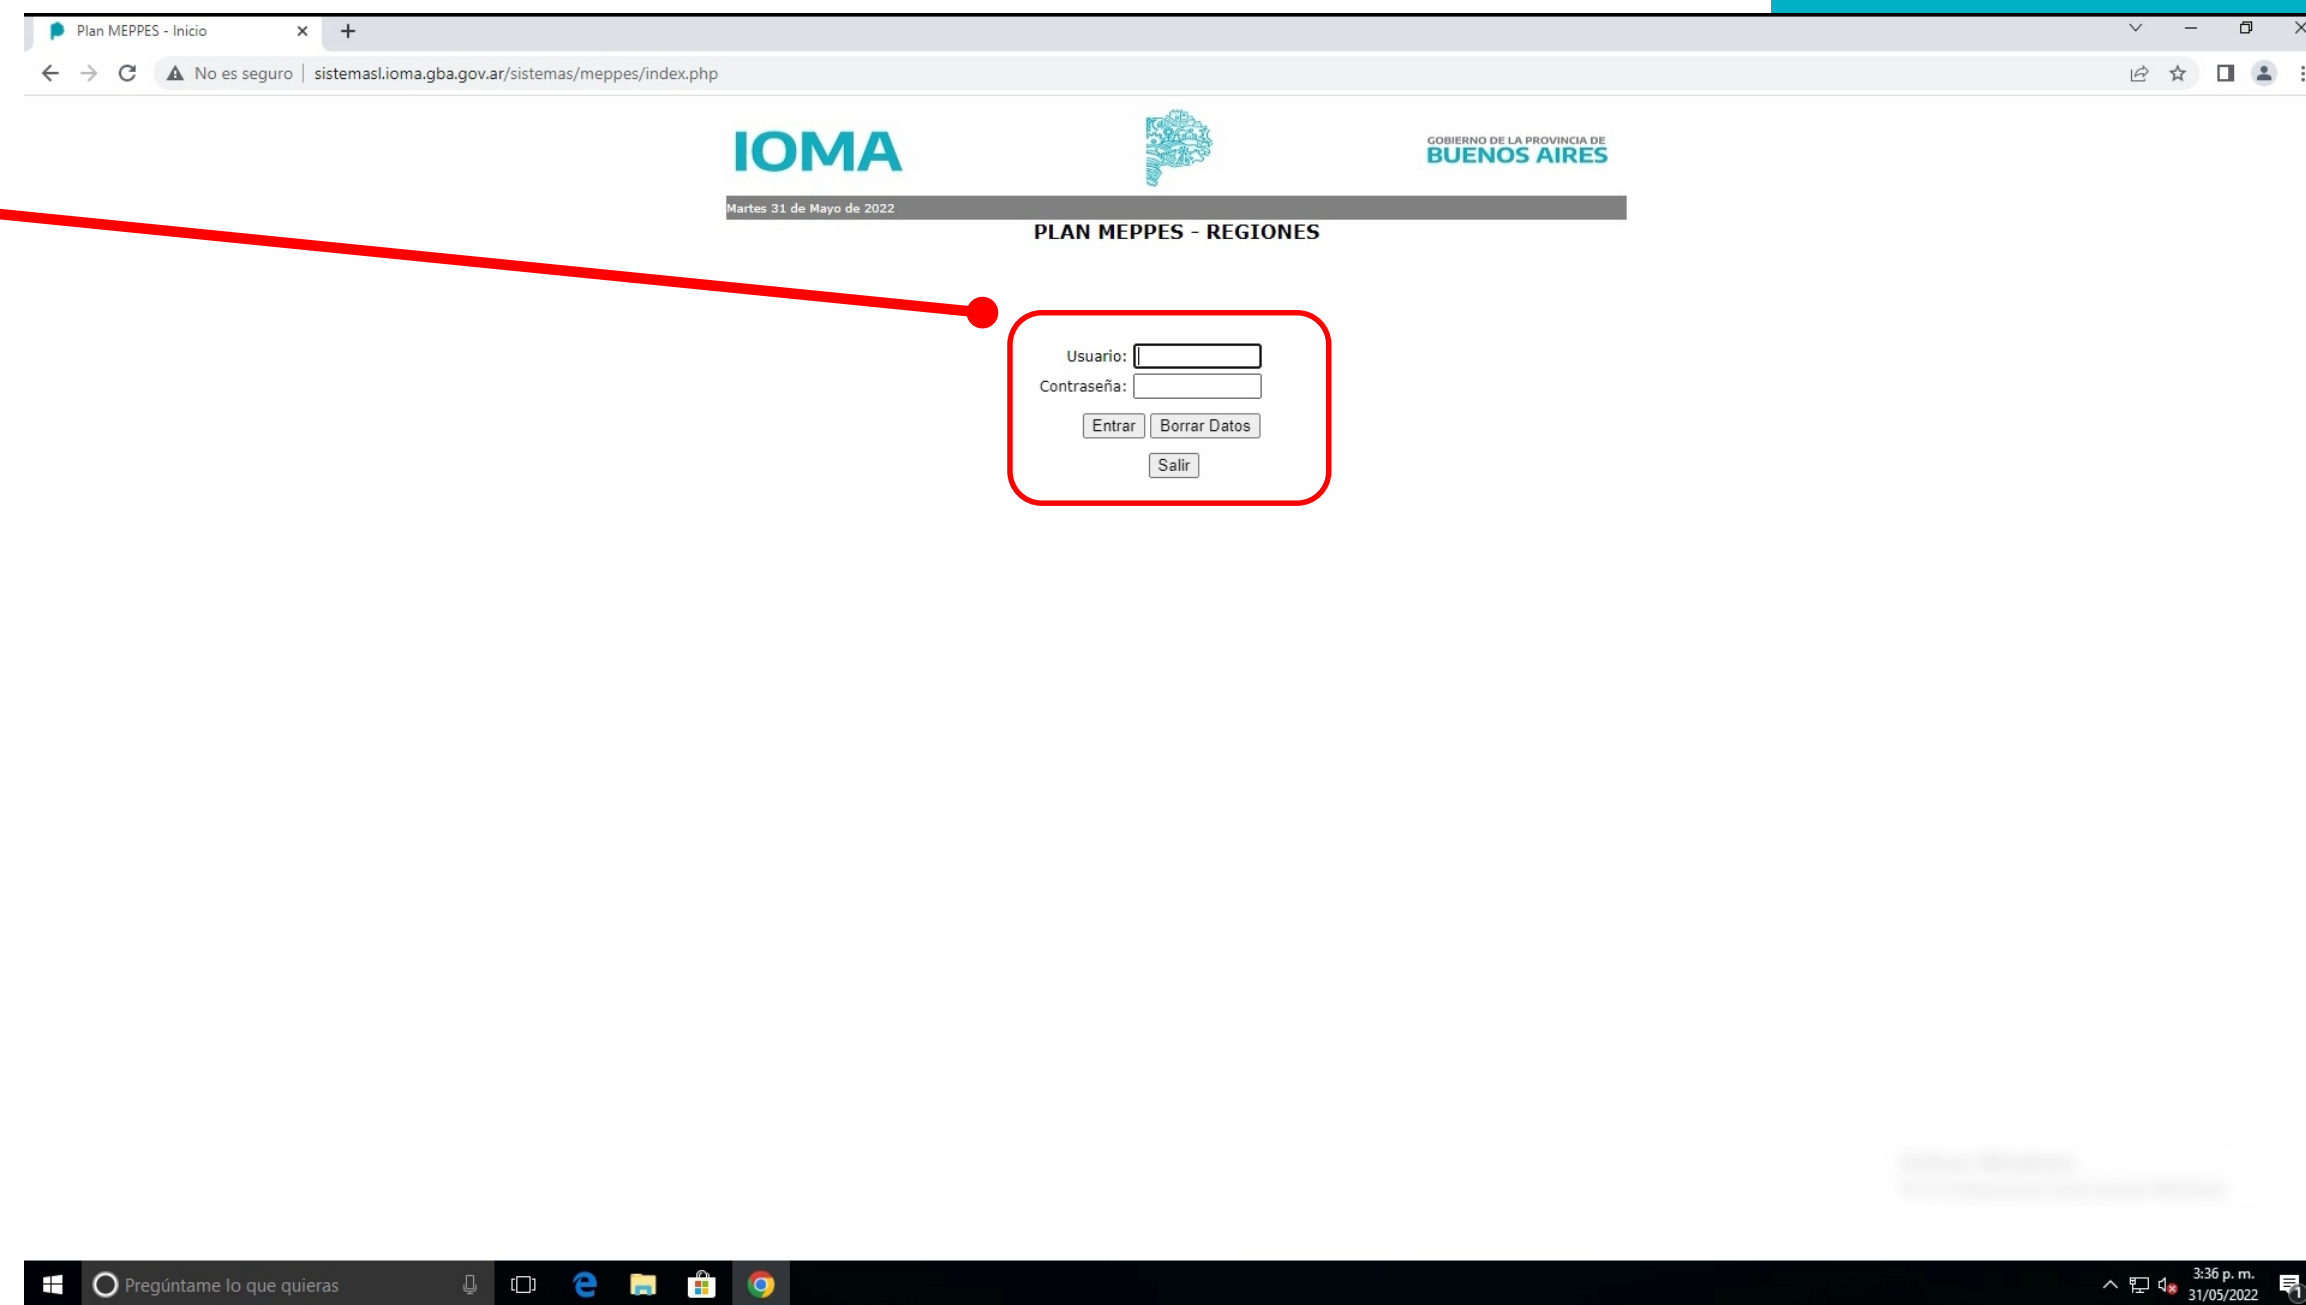 Plan MEPPES - Inicio
No es seguro | sistemasl.ioma.gba.gov.ar/sistemas/meppes/index.php
IOMA
GOBIERNO DE LA PROVINCIA DE
BUENOS AIRES
Martes 31 de Mayo de 2022
PLAN MEPPES - REGIONES
Usuario:
Contraseña:
Entrar Borrar Datos
Salir
Pregúntame lo que quieras
3:36 p. m.
31/05/2022
1